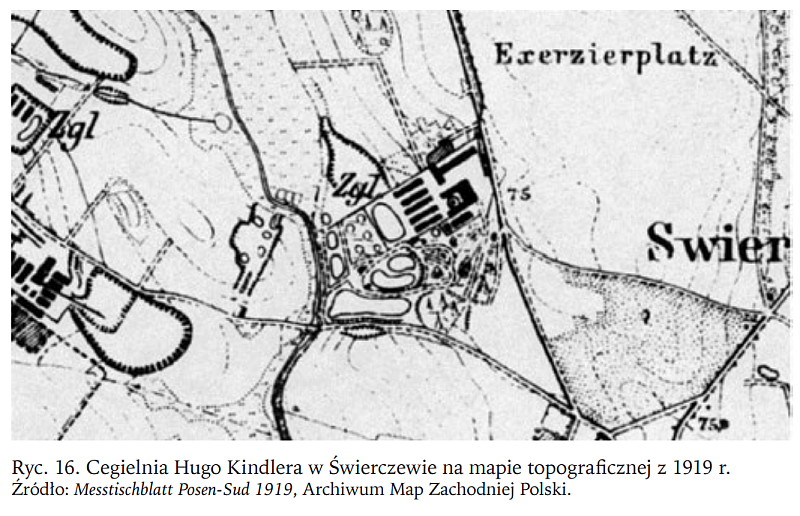 Exerzierplatz
Zgl
Zgl
75
Swier
75,9
Ryc. 16. Cegielnia Hugo Kindlera w Świerczewie na mapie topograficznej z 1919 r.
Źródło: Messtischblatt Posen-Sud 1919, Archiwum Map Zachodniej Polski.